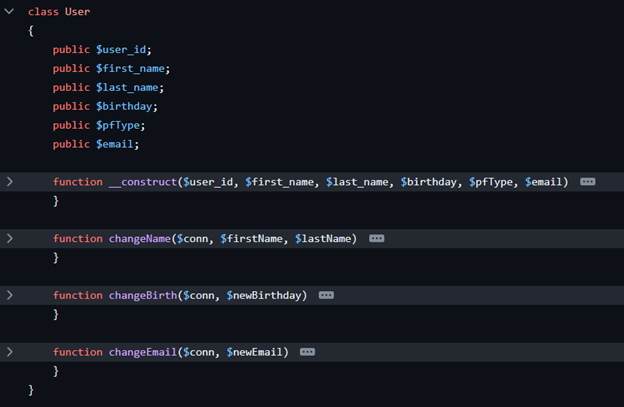 class User
{
public $user_id;
public $first_name;
public $last_name;
public $birthday;
public $pfType;
public $email;
function __construct($user_id, $first_name, $last_name, $birthday, $pfType, $email)
}
function changeName($conn, $firstName, $lastName)
}
function changeBirth($conn, $newBirthday)
}
function changeEmail($conn, $newEmail)
}
}